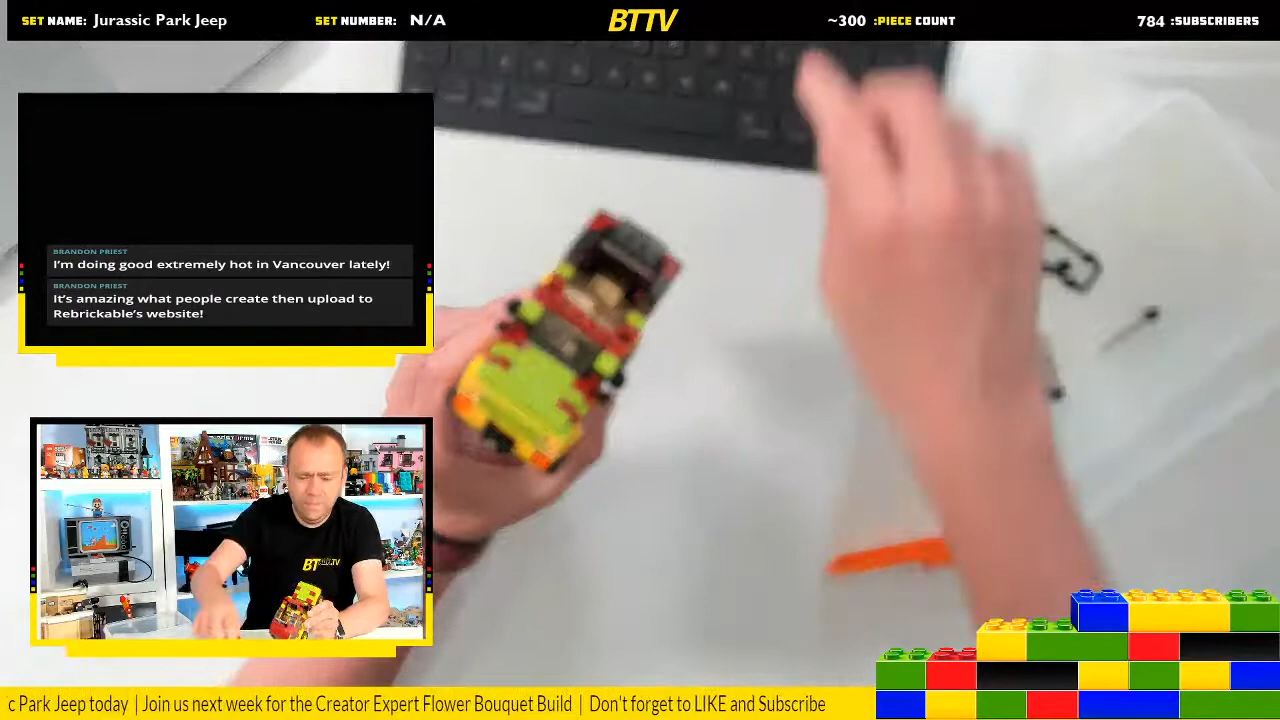 SET NAME: Jurassic Park Jeep
SET NUMBER: N/A
BTTV
~300 :PIECE COUNT
784 :SUBSCRIBERS
BRANDON PRIEST
I'm doing good extremely hot in Vancouver lately!
BRANDON PRIEST
It's amazing what people create then upload to
Rebrickable's website!
c Park Jeep today | Join us next week for the Creator Expert Flower Bouquet Build | Don't forget to LIKE and Subscribe